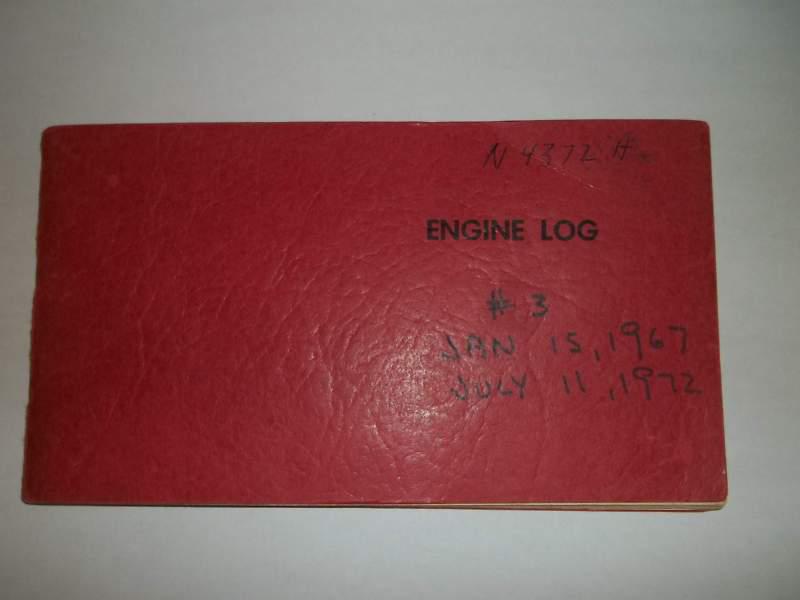 N 4372 A
ENGINE LOG
# 3
JAN 15, 1967
JULY 11, 1972